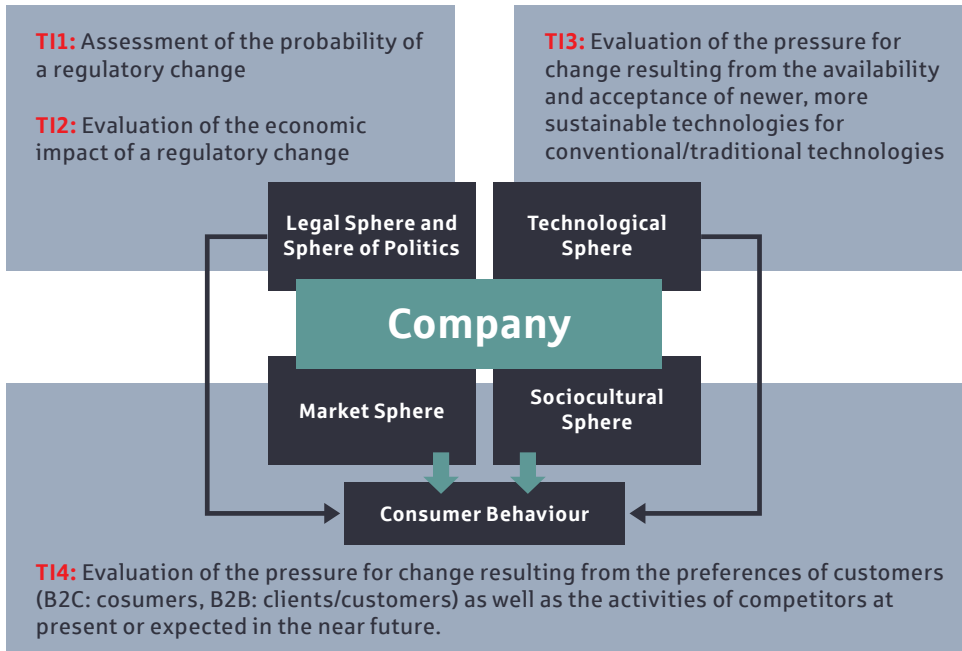 TI1: Assessment of the probability of
a regulatory change
TI2: Evaluation of the economic
impact of a regulatory change
TI3: Evaluation of the pressure for
change resulting from the availability
and acceptance of newer, more
sustainable technologies for
conventional/traditional technologies
Legal Sphere and
Sphere of Politics
Technological
Sphere
Company
Market Sphere
Sociocultural
Sphere
Consumer Behaviour
TI4: Evaluation of the pressure for change resulting from the preferences of customers
(B2C: cosumers, B2B: clients/customers) as well as the activities of competitors at
present or expected in the near future.